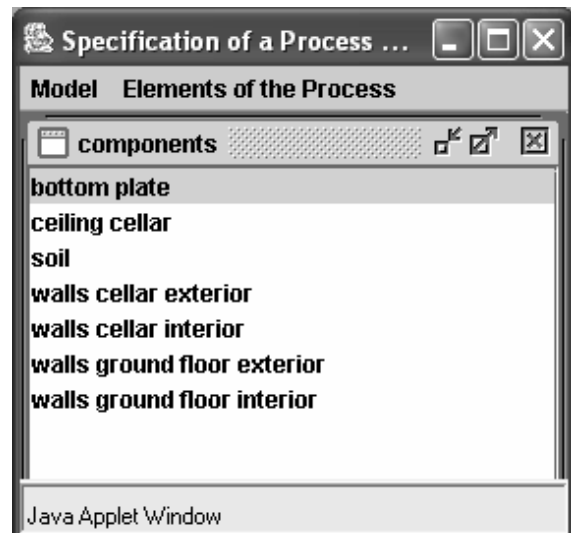 Specification of a Process ...
Model Elements of the Process
components
bottom plate
ceiling cellar
soil
walls cellar exterior
walls cellar interior
walls ground floor exterior
walls ground floor interior
Java Applet Window